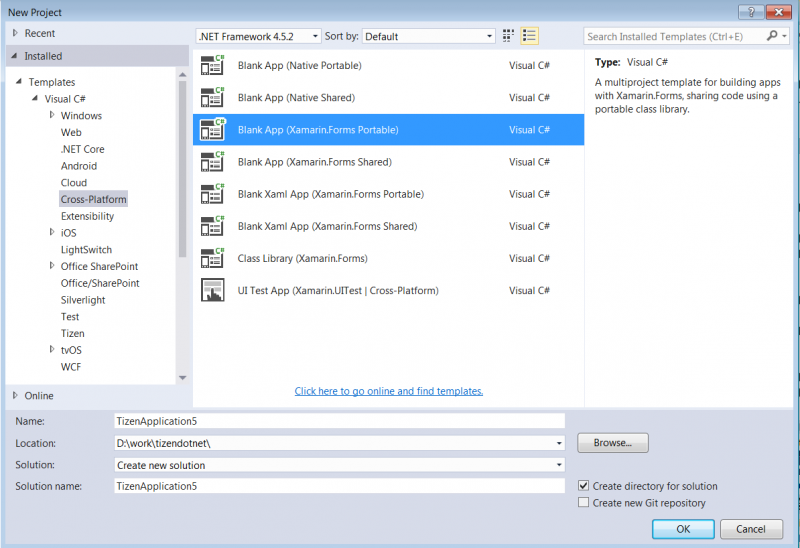 New Project
Recent
Installed
.NET Framework 4.5.2
Sort by:
Default
Search Installed Templates (Ctrl+E)
Templates
Visual C#
Windows
Web
.NET Core
Android
Cloud
Cross-Platform
Extensibility
iOS
LightSwitch
Office SharePoint
Office/SharePoint
Silverlight
Test
Tizen
tvOS
WCF
Online
Blank App (Native Portable) Visual C#
Blank App (Native Shared) Visual C#
Blank App (Xamarin.Forms Portable) Visual C#
Blank App (Xamarin.Forms Shared) Visual C#
Blank Xaml App (Xamarin.Forms Portable) Visual C#
Blank Xaml App (Xamarin.Forms Shared) Visual C#
Class Library (Xamarin.Forms) Visual C#
UI Test App (Xamarin.UITest | Cross-Platform) Visual C#
Click here to go online and find templates.
Type: Visual C#
A multiproject template for building apps
with Xamarin.Forms, sharing code using a
portable class library.
Name: TizenApplication5
Location: D:\work\tizendotnet\
Browse...
Solution: Create new solution
Solution name: TizenApplication5
Create directory for solution
Create new Git repository
OK
Cancel